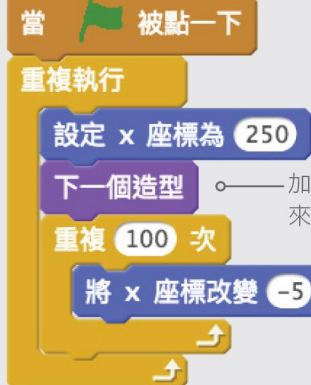 當 被點一下
重複執行
設定 x 座標為 250
下一個造型 加
來
重複 100 次
將 x 座標改變 -5